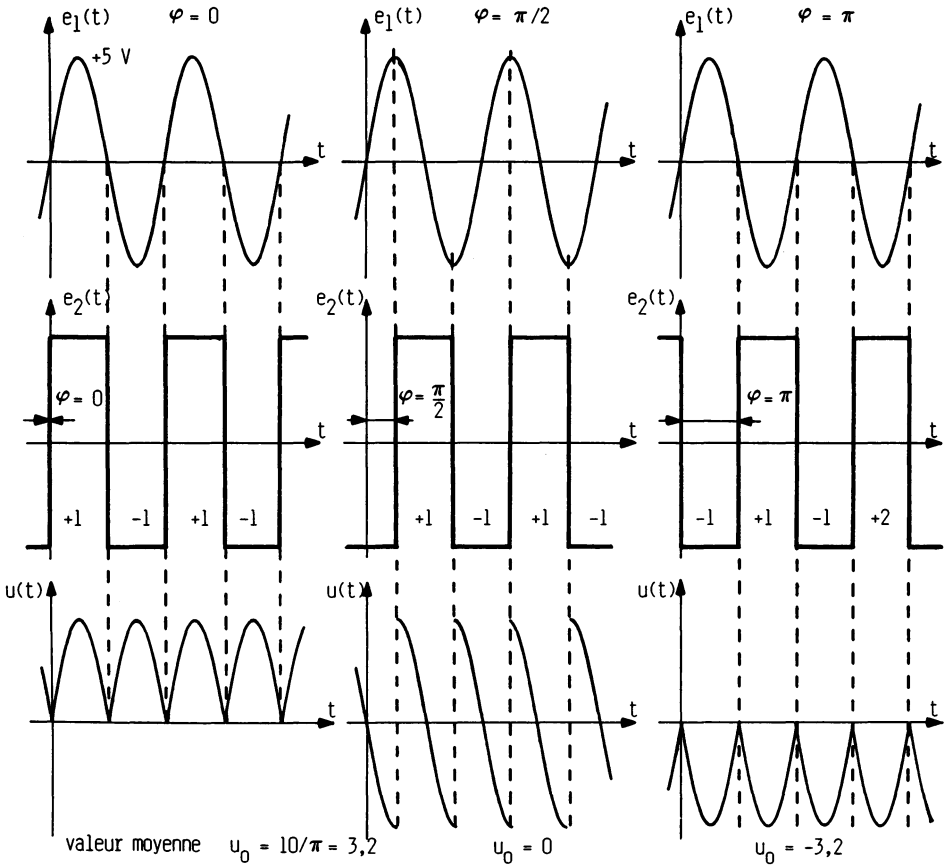 e1(t) φ = 0 e1(t) φ = π/2 e1(t) φ = π
+5 V
t t t
e2(t) e2(t) e2(t)
φ = 0 φ = π/2 φ = π
t t t
+1 -1 +1 -1 +1 -1 +1 -1 -1 +1 -1 +2
u(t) u(t) u(t)
t t t
valeur moyenne u0 = 10/π = 3,2 u0 = 0 u0 = -3,2